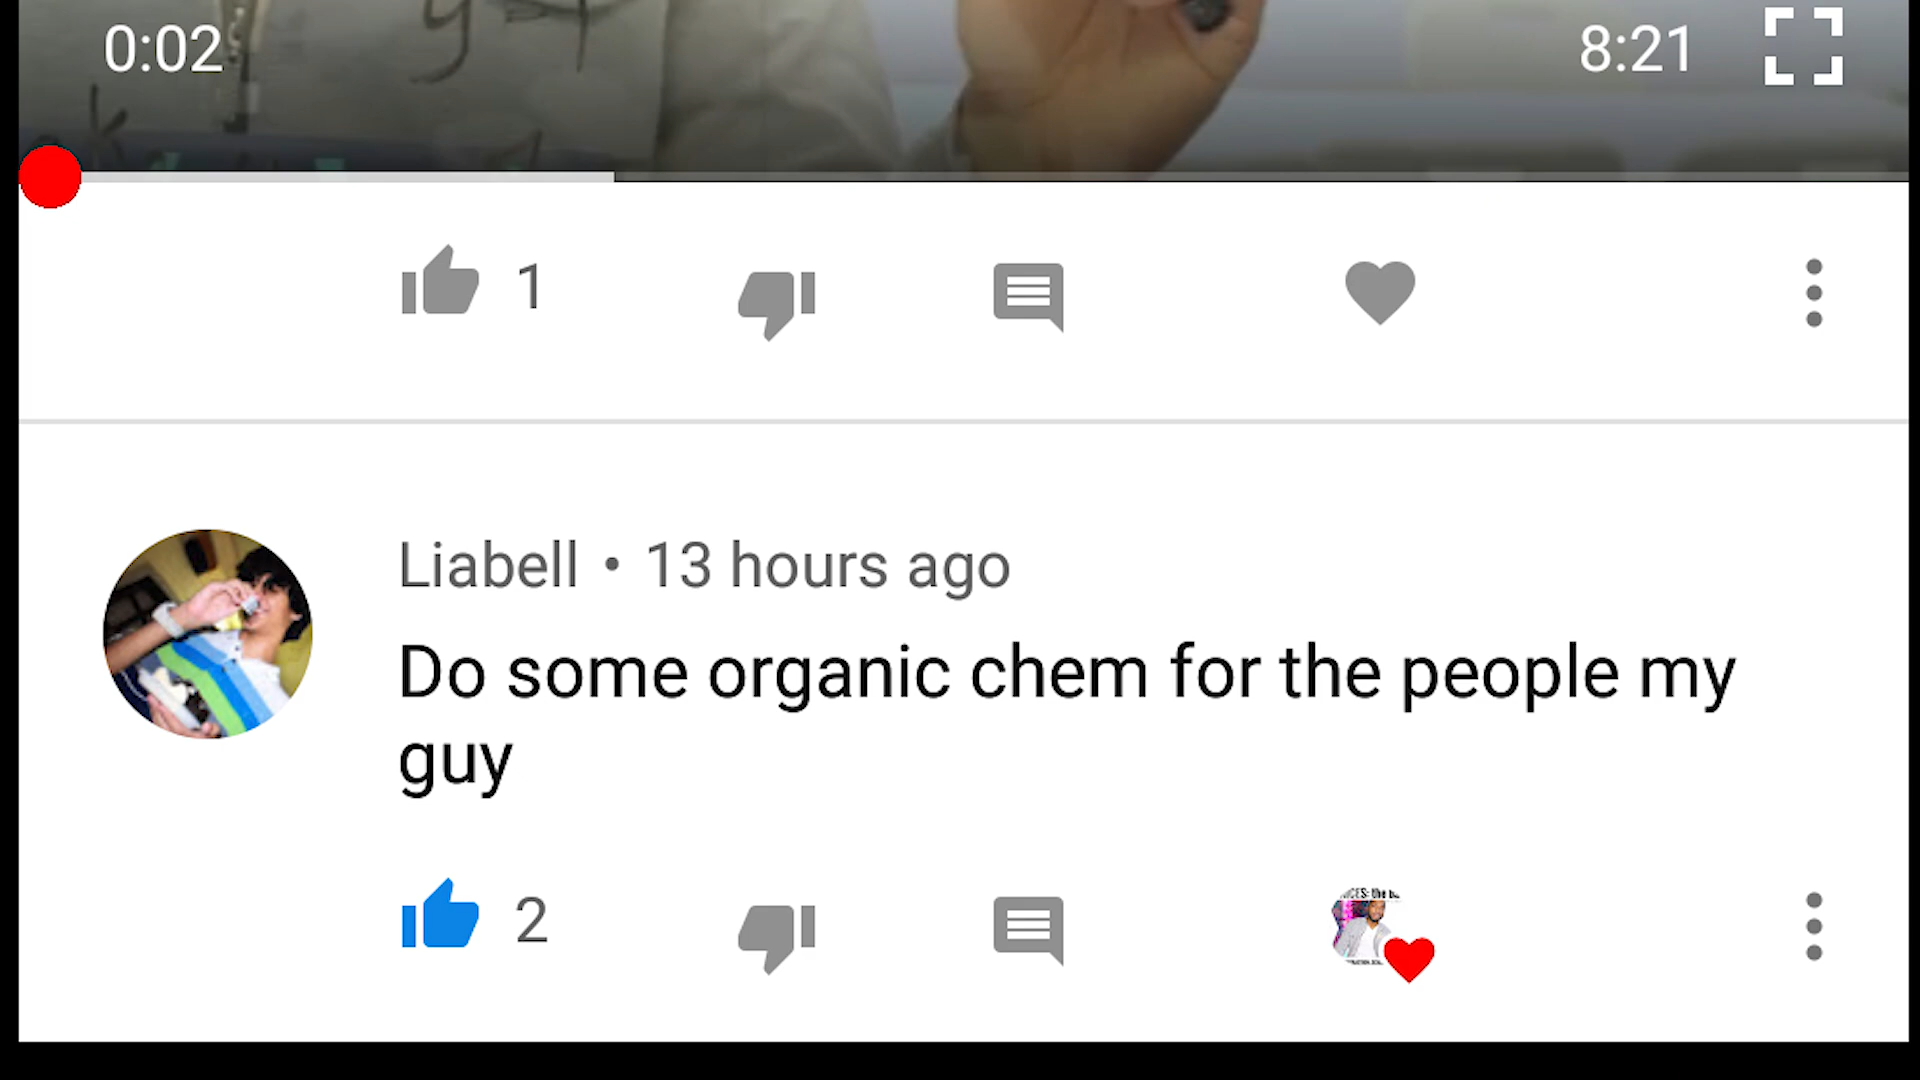 0:02
8:21
1
Liabell • 13 hours ago
Do some organic chem for the people my
guy
2